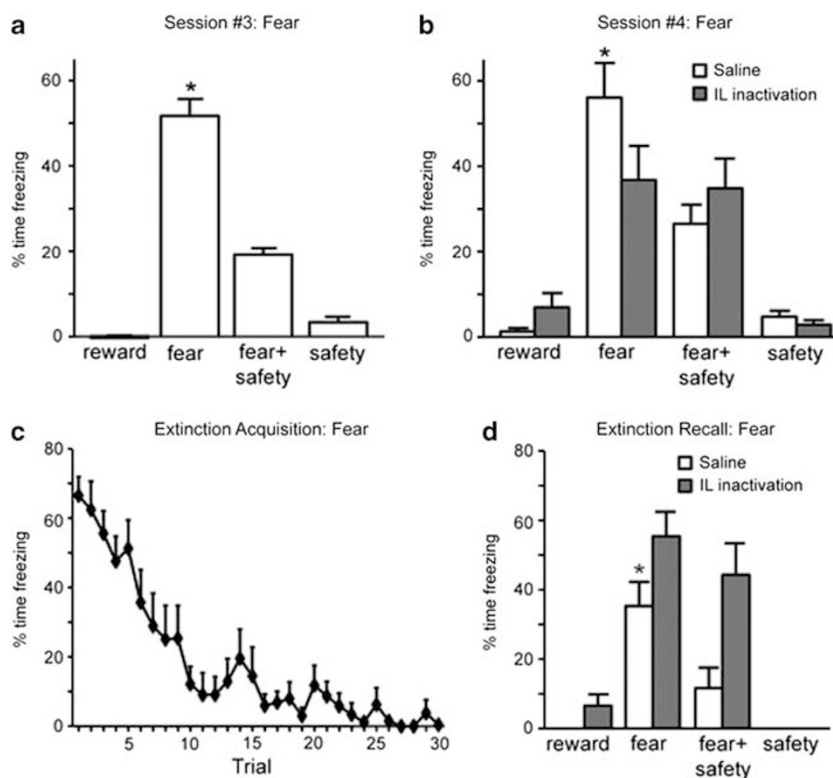 a
Session #3: Fear
% time freezing
60
40
20
0
reward fear fear+ safety
safety
b
Session #4: Fear
Saline
IL inactivation
% time freezing
60
40
20
0
reward fear fear+ safety
safety
c
Extinction Acquisition: Fear
% time freezing
80
60
40
20
0
5 10 15 20 25 30
Trial
d
Extinction Recall: Fear
Saline
IL inactivation
% time freezing
80
60
40
20
0
reward fear fear+ safety
safety
*
*
*